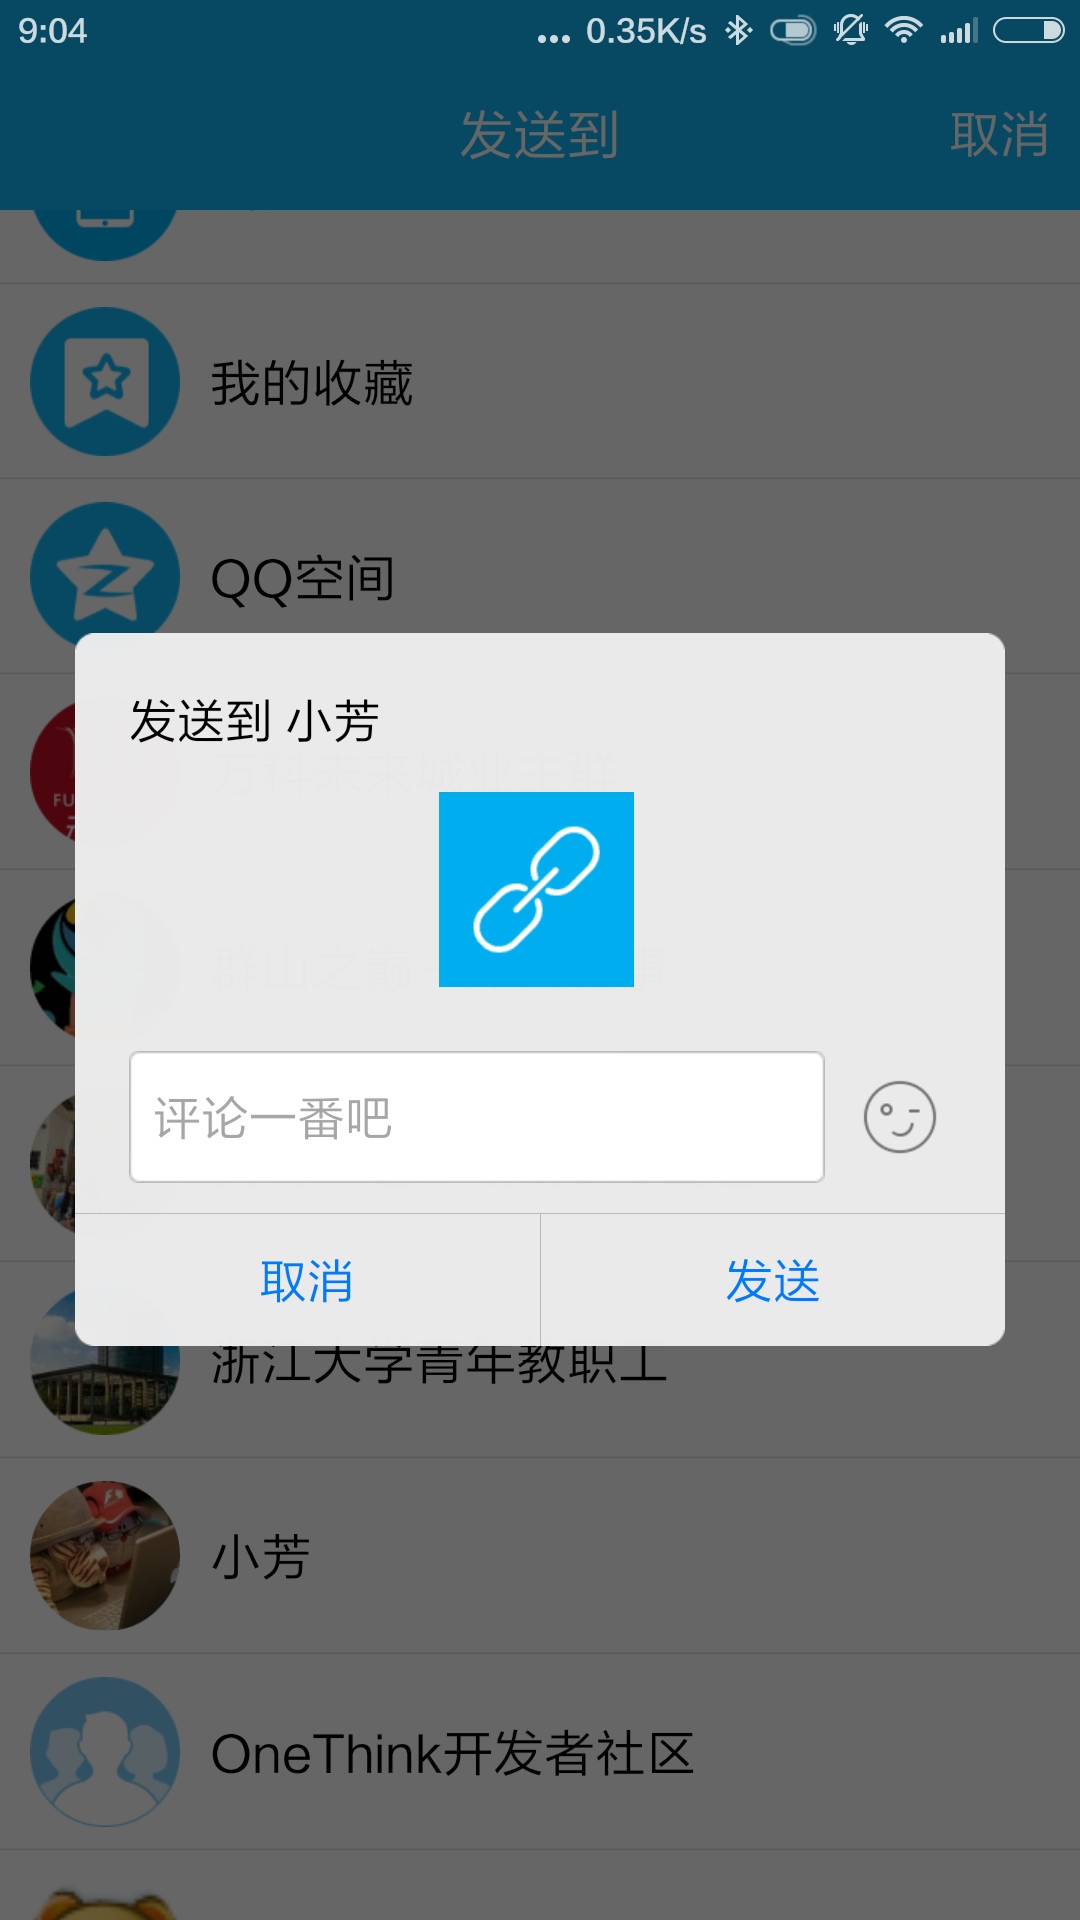 9:04
... 0.35K/s
发送到
取消
我的收藏
QQ空间
发送到 小芳
万科未来城业主群
FU
群山之巅
评论一番吧
取消
发送
浙江大学青年教职工
小芳
OneThink开发者社区